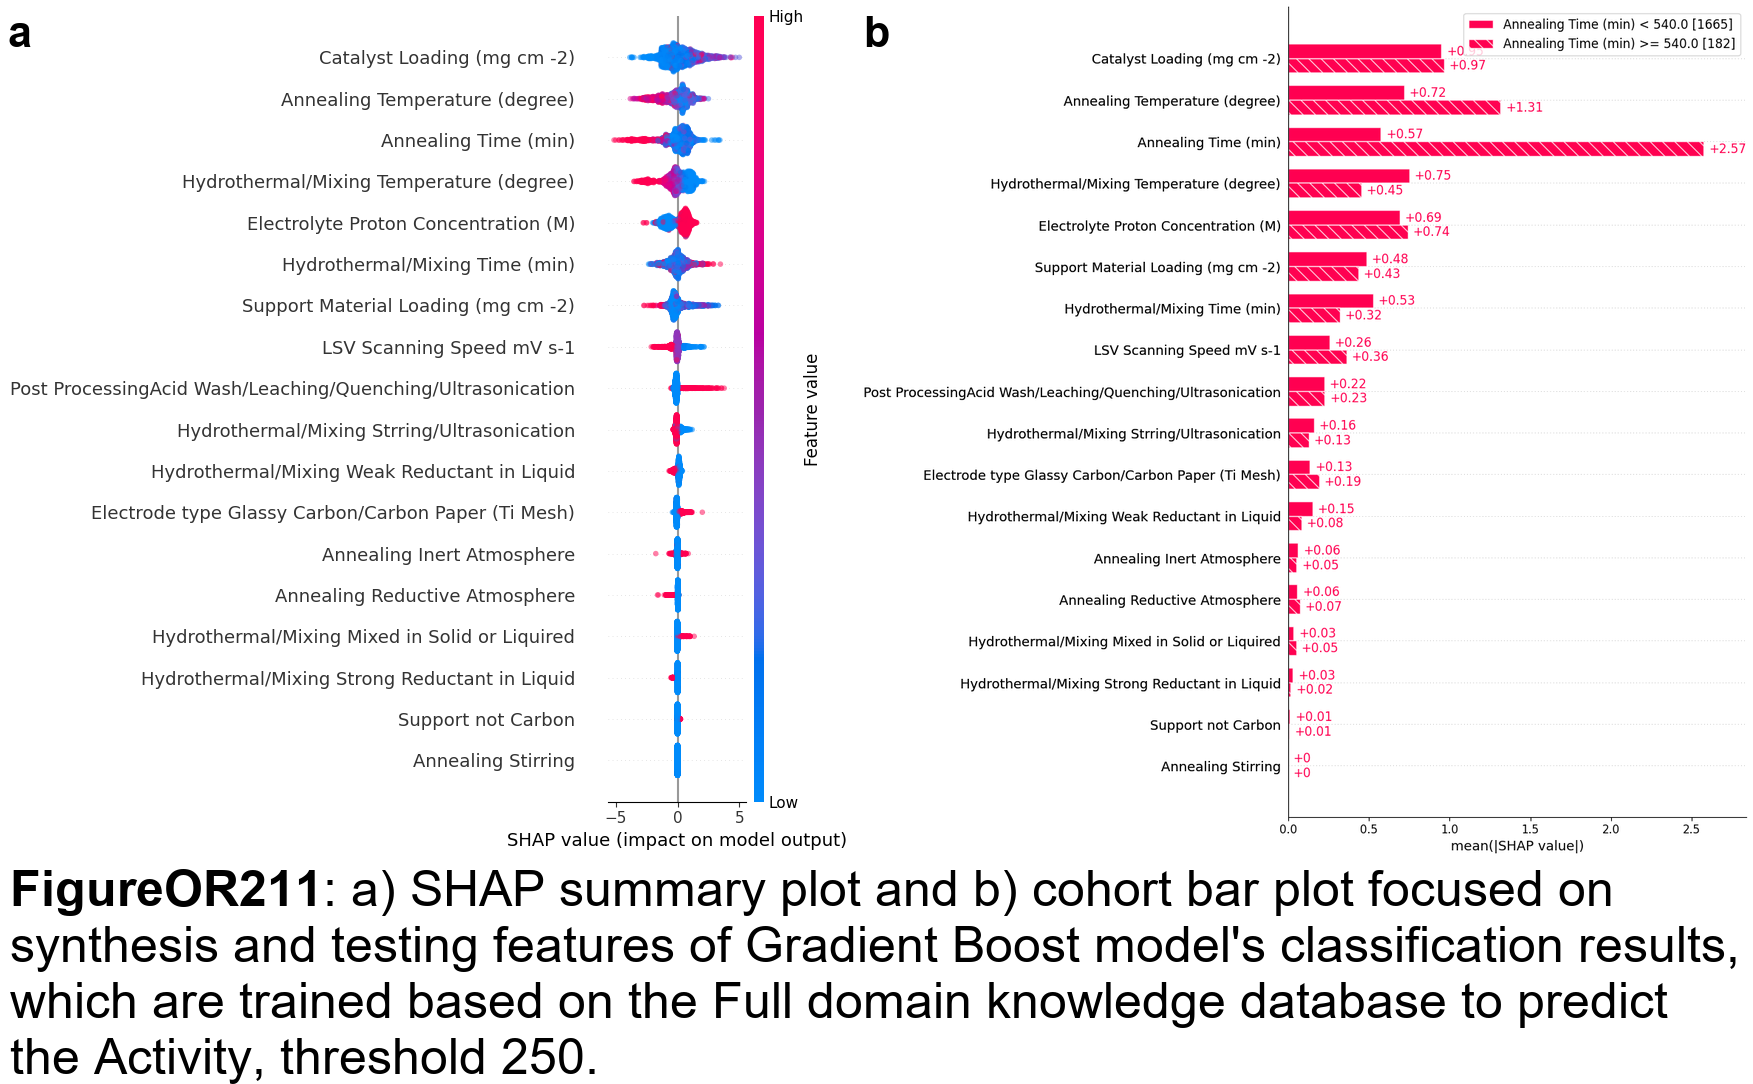 a
High
Catalyst Loading (mg cm -2)
Annealing Temperature (degree)
Annealing Time (min)
Hydrothermal/Mixing Temperature (degree)
Electrolyte Proton Concentration (M)
Hydrothermal/Mixing Time (min)
Support Material Loading (mg cm -2)
LSV Scanning Speed mV s-1
Post ProcessingAcid Wash/Leaching/Quenching/Ultrasonication
Hydrothermal/Mixing Strring/Ultrasonication
Hydrothermal/Mixing Weak Reductant in Liquid
Electrode type Glassy Carbon/Carbon Paper (Ti Mesh)
Annealing Inert Atmosphere
Annealing Reductive Atmosphere
Hydrothermal/Mixing Mixed in Solid or Liquired
Hydrothermal/Mixing Strong Reductant in Liquid
Support not Carbon
Annealing Stirring
Low
−5 0 5
SHAP value (impact on model output)
Feature value
b
Annealing Time (min) < 540.0 [1665]
Annealing Time (min) >= 540.0 [182]
Catalyst Loading (mg cm -2)
+0.97
Annealing Temperature (degree)
+0.72
+1.31
Annealing Time (min)
+0.57
+2.57
Hydrothermal/Mixing Temperature (degree)
+0.75
+0.45
Electrolyte Proton Concentration (M)
+0.69
+0.74
Support Material Loading (mg cm -2)
+0.48
+0.43
Hydrothermal/Mixing Time (min)
+0.53
+0.32
LSV Scanning Speed mV s-1
+0.26
+0.36
Post ProcessingAcid Wash/Leaching/Quenching/Ultrasonication
+0.22
+0.23
Hydrothermal/Mixing Strring/Ultrasonication
+0.16
+0.13
Electrode type Glassy Carbon/Carbon Paper (Ti Mesh)
+0.13
+0.19
Hydrothermal/Mixing Weak Reductant in Liquid
+0.15
+0.08
Annealing Inert Atmosphere
+0.06
+0.05
Annealing Reductive Atmosphere
+0.06
+0.07
Hydrothermal/Mixing Mixed in Solid or Liquired
+0.03
+0.05
Hydrothermal/Mixing Strong Reductant in Liquid
+0.03
+0.02
Support not Carbon
+0.01
+0.01
Annealing Stirring
+0
+0
0.0 0.5 1.0 1.5 2.0 2.5
mean(|SHAP value|)
FigureOR211: a) SHAP summary plot and b) cohort bar plot focused on
synthesis and testing features of Gradient Boost model's classification results,
which are trained based on the Full domain knowledge database to predict
the Activity, threshold 250.